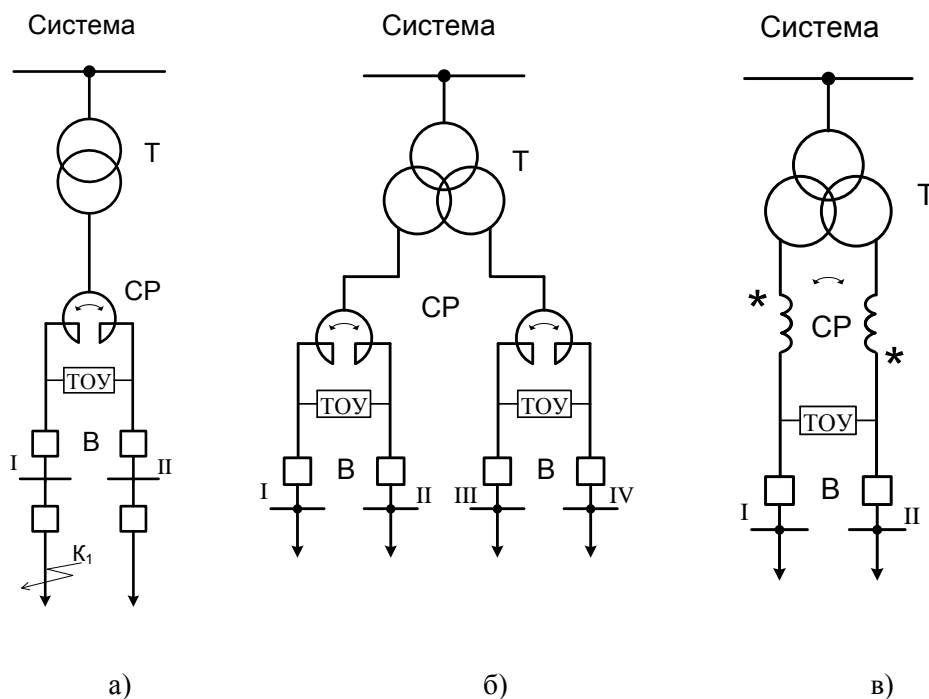 Система
Т
СР
ТОУ
В
I
II
К₁
а)
Система
Т
СР
ТОУ
ТОУ
В
В
I
II
III
IV
б)
Система
Т
*
СР
*
ТОУ
В
I
II
в)